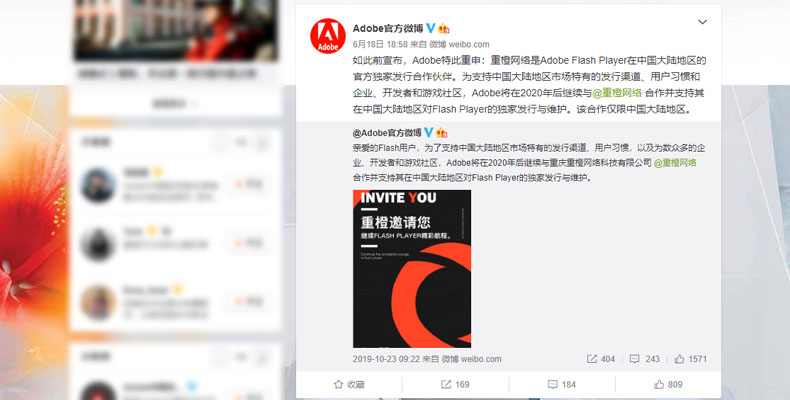 Adobe
Adobe官方微博
6月18日 18:58 来自 微博 weibo.com
如此前宣布，Adobe特此重申：重橙网络是Adobe Flash Player在中国大陆地区的
官方独家发行合作伙伴。为支持中国大陆地区市场特有的发行渠道、用户习惯和
企业、开发者和游戏社区，Adobe将在2020年后继续与@重橙网络 合作并支持其
在中国大陆地区对Flash Player的独家发行与维护。该合作仅限中国大陆地区。
@Adobe官方微博
亲爱的Flash用户，为了支持中国大陆地区市场特有的发行渠道、用户习惯，以及为数众多的企
业、开发者和游戏社区，Adobe将在2020年后继续与重庆重橙网络科技有限公司 @重橙网络
合作并支持其在中国大陆地区对Flash Player的独家发行与维护。
INVITE YOU
重橙邀请您
继续FLASH PLAYER精彩航程。
Continue the wonderful voyage
of flash player
2019-10-23 09:22 来自 微博 weibo.com
404
243
1571
收藏
169
184
809